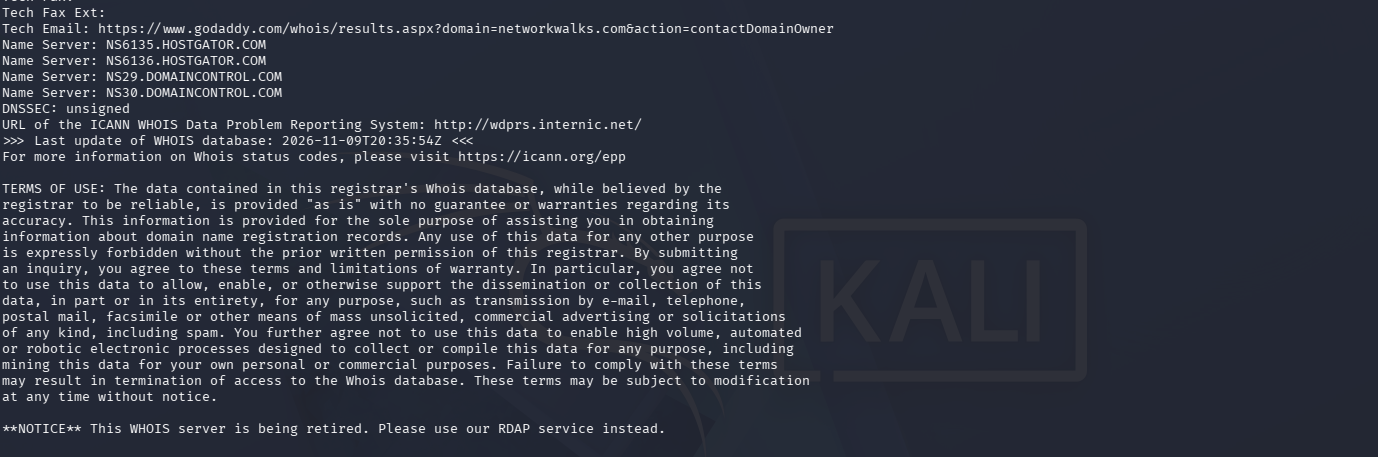 Tech Fax Ext:
Tech Email: https://www.godaddy.com/whois/results.aspx?domain=networkwalks.com&action=contactDomainOwner
Name Server: NS6135.HOSTGATOR.COM
Name Server: NS6136.HOSTGATOR.COM
Name Server: NS29.DOMAINCONTROL.COM
Name Server: NS30.DOMAINCONTROL.COM
DNSSEC: unsigned
URL of the ICANN WHOIS Data Problem Reporting System: http://wdprs.internic.net/
>>> Last update of WHOIS database: 2026-11-09T20:35:54Z <<<
For more information on Whois status codes, please visit https://icann.org/epp
TERMS OF USE: The data contained in this registrar's Whois database, while believed by the
registrar to be reliable, is provided "as is" with no guarantee or warranties regarding its
accuracy. This information is provided for the sole purpose of assisting you in obtaining
information about domain name registration records. Any use of this data for any other purpose
is expressly forbidden without the prior written permission of this registrar. By submitting
an inquiry, you agree to these terms and limitations of warranty. In particular, you agree not
to use this data to allow, enable, or otherwise support the dissemination or collection of this
data, in part or in its entirety, for any purpose, such as transmission by e-mail, telephone,
postal mail, facsimile or other means of mass unsolicited, commercial advertising or solicitations
of any kind, including spam. You further agree not to use this data to enable high volume, automated
or robotic electronic processes designed to collect or compile this data for any purpose, including
mining this data for your own personal or commercial purposes. Failure to comply with these terms
may result in termination of access to the Whois database. These terms may be subject to modification
at any time without notice.
**NOTICE** This WHOIS server is being retired. Please use our RDAP service instead.
KALI